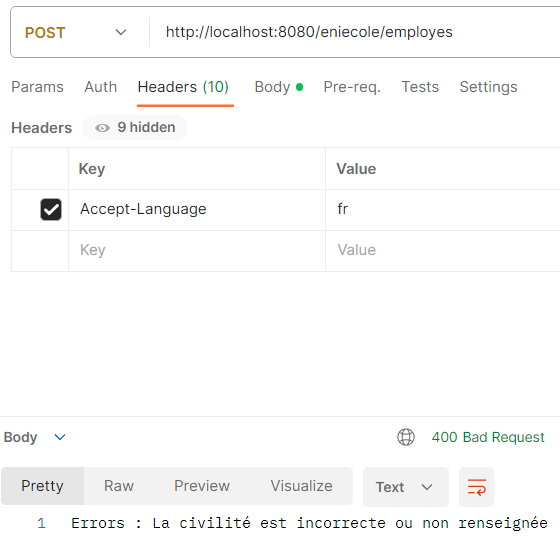 POST http://localhost:8080/eniecole/employes
Params Auth Headers (10) Body Pre-req. Tests Settings
Headers 9 hidden
Key Value
Accept-Language fr
Key Value
Body 400 Bad Request
Pretty Raw Preview Visualize Text
1 Errors : La civilité est incorrecte ou non renseignée